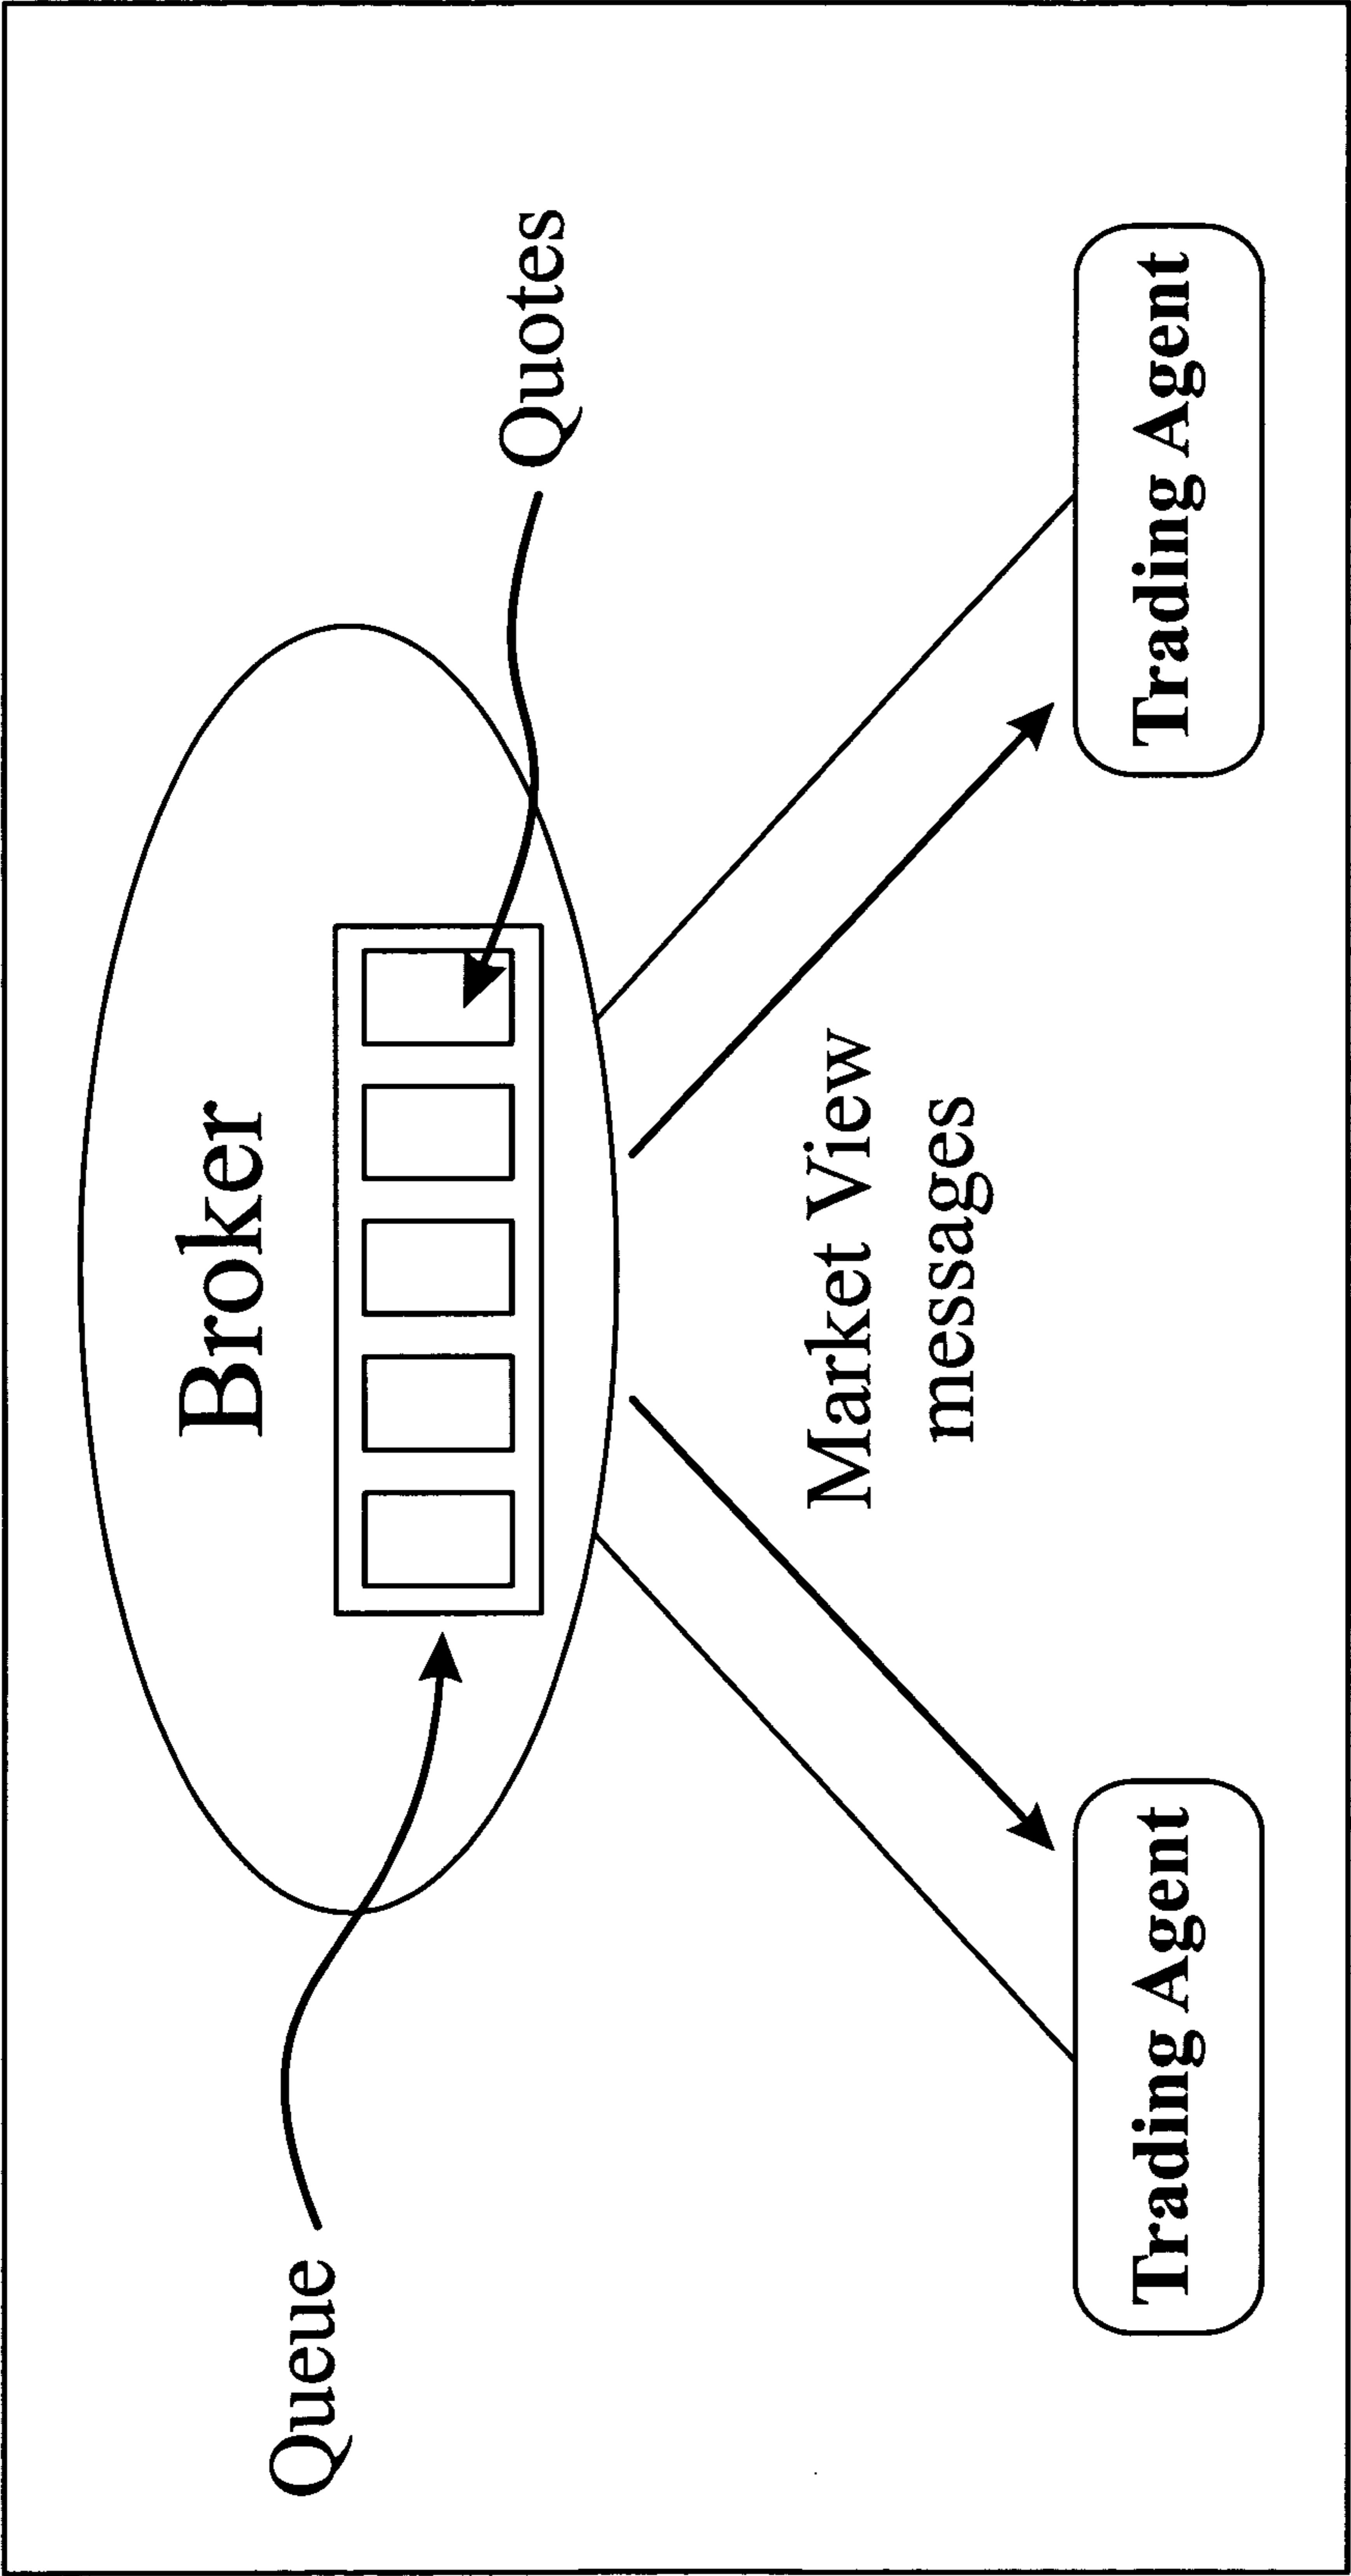 Broker
Queue
Quotes
Market View
messages
Trading Agent
Trading Agent